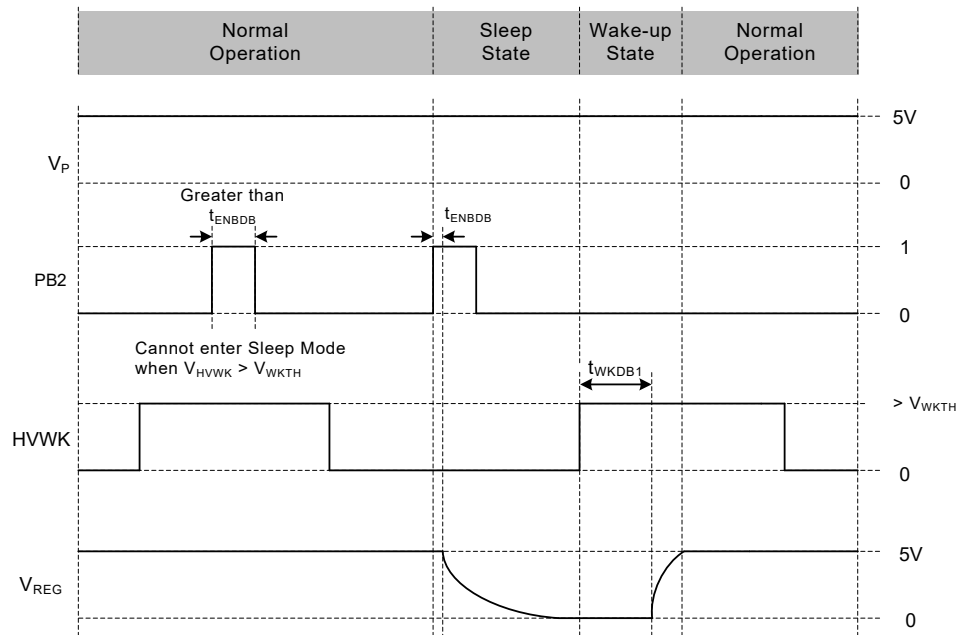 Normal
Operation
Sleep
State
Wake-up
State
Normal
Operation
5V
VP
0
Greater than
tENBDB
tENBDB
1
PB2
0
Cannot enter Sleep Mode
when VHVWK > VWKTH
tWKDB1
> VWKTH
HVWK
0
5V
VREG
0